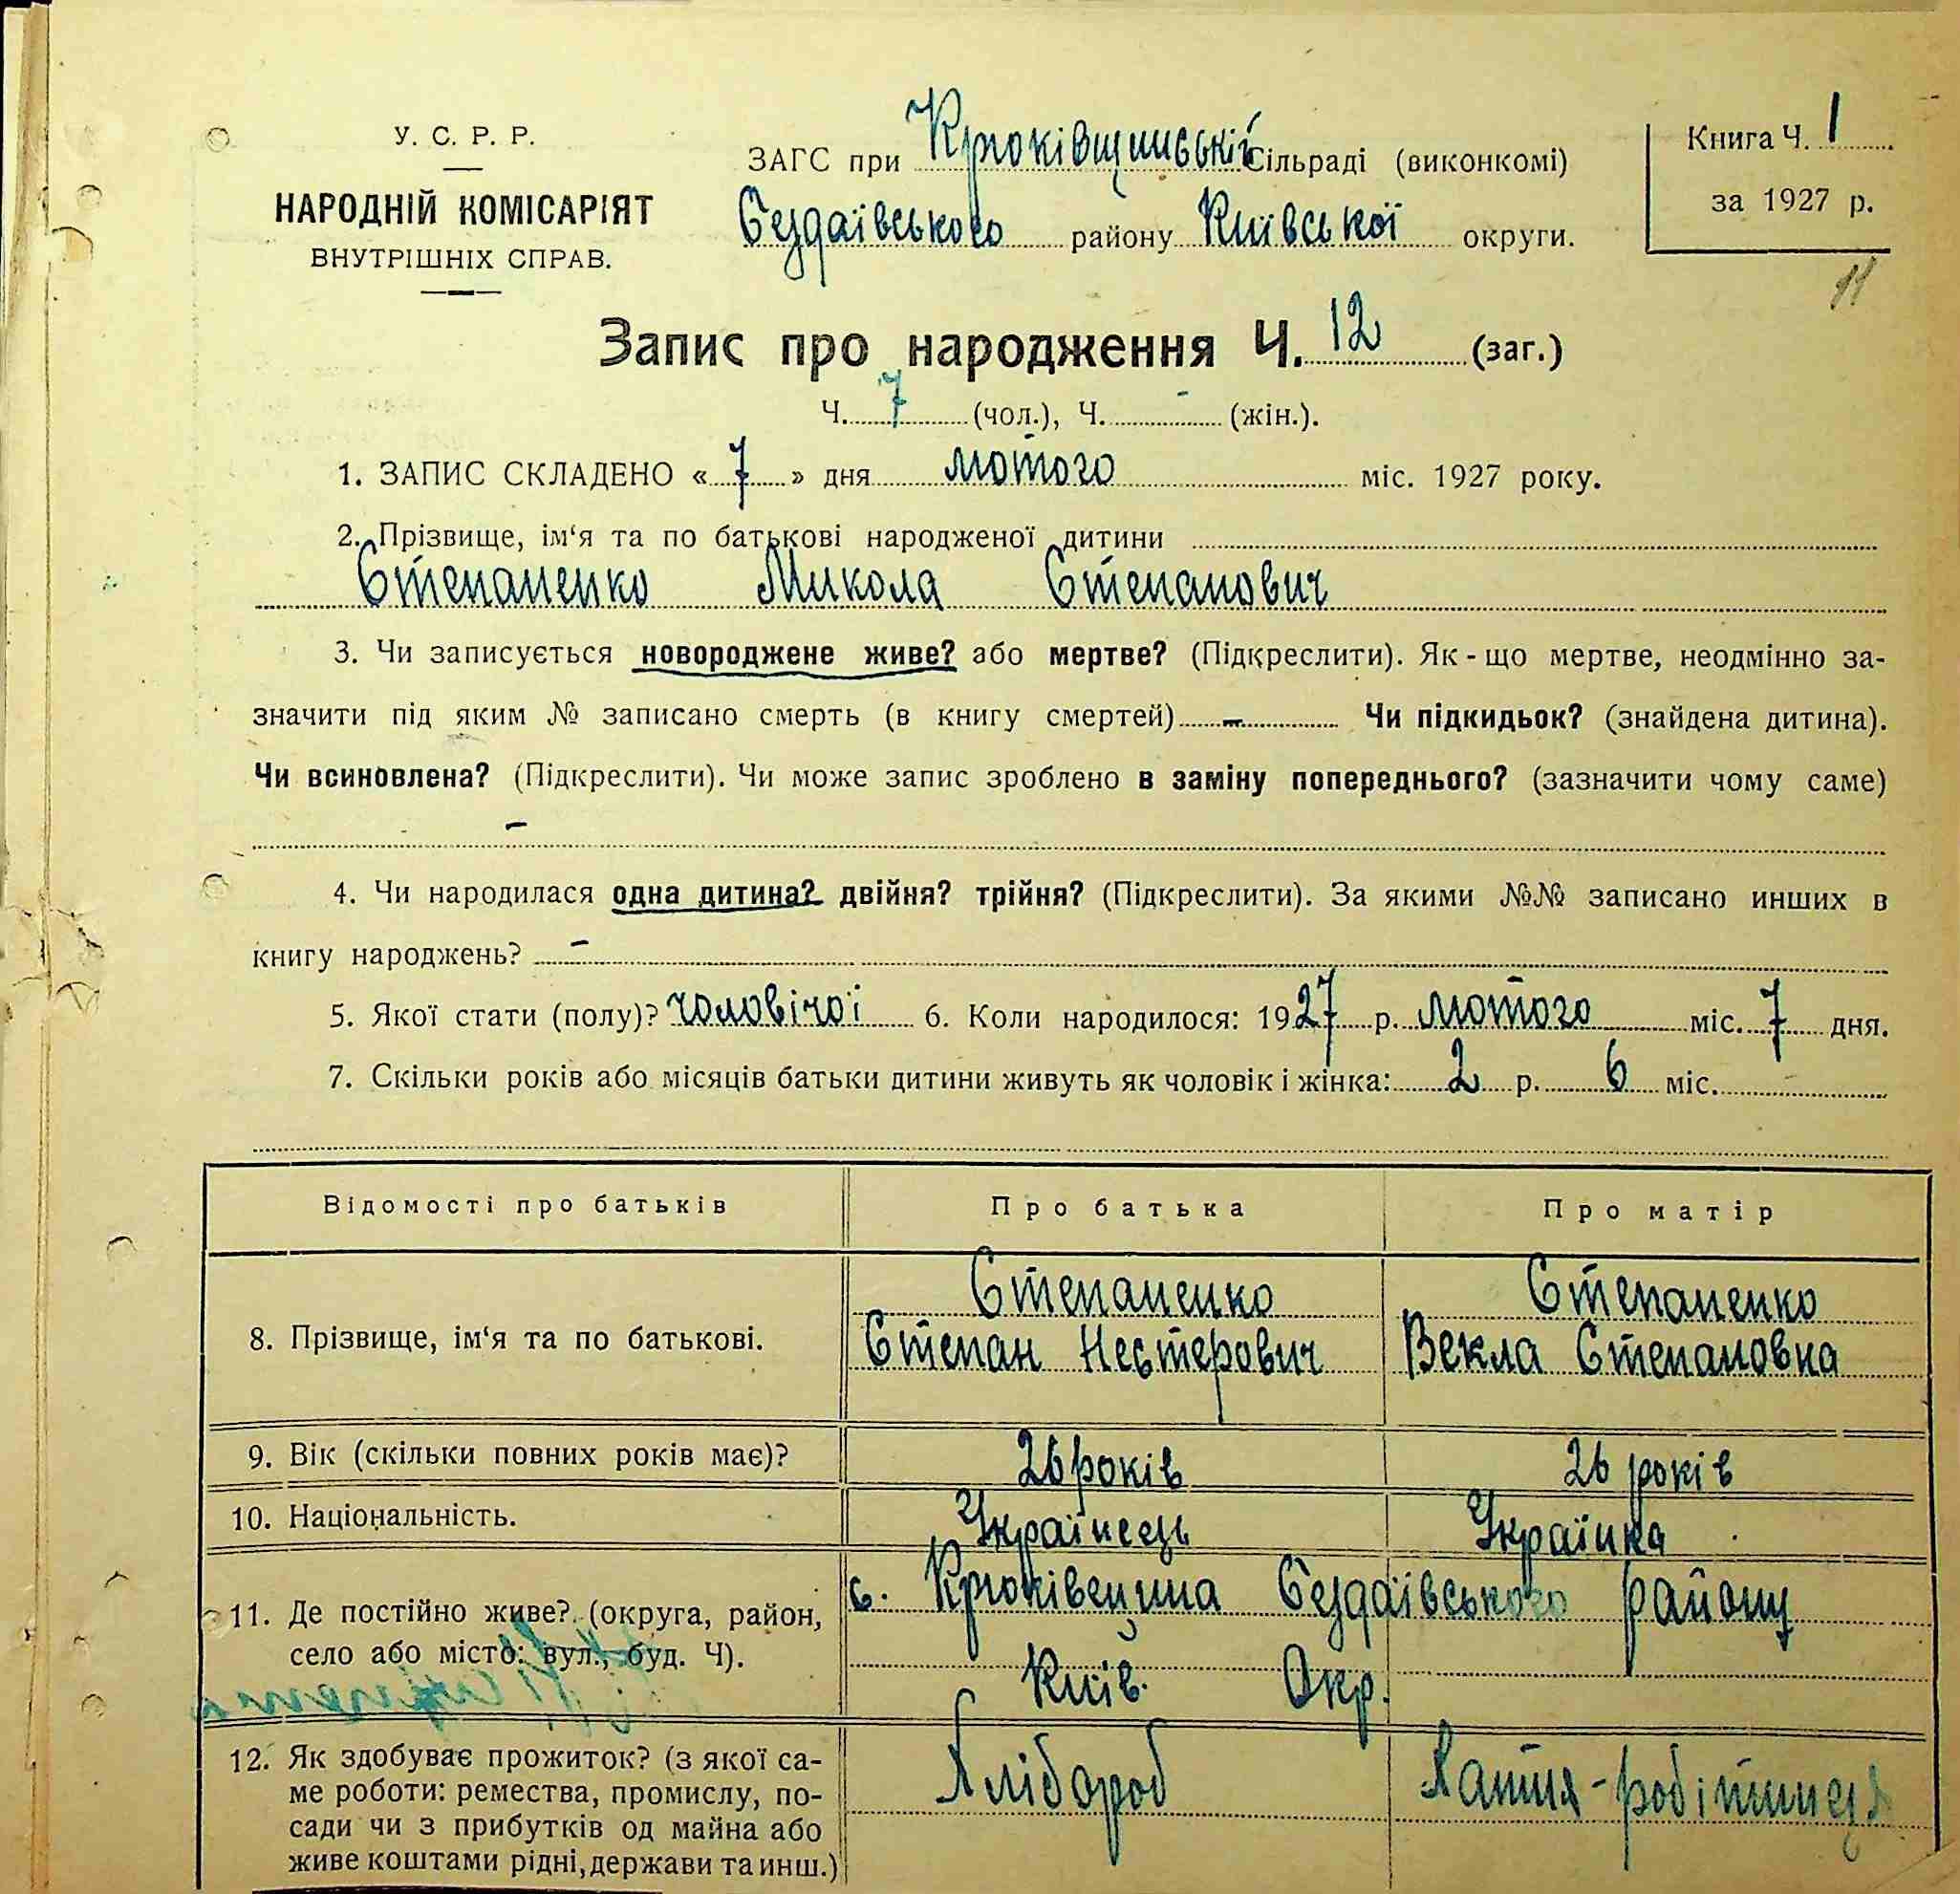 У. С. Р. Р.
НАРОДНІЙ КОМІСАРІЯТ
ВНУТРІШНІХ СПРАВ.
ЗАГС при Крюківщинській сільраді (виконкомі)
Будаївського району Київської округи.
Книга Ч. 1
за 1927 р.
11
Запис про народження Ч. 12 (заг.)
Ч. 7 (чол.), Ч. - (жін.).
1. ЗАПИС СКЛАДЕНО « 7 » дня лютого міс. 1927 року.
2. Прізвище, ім‘я та по батькові народженої дитини
Степаненко Микола Степанович
3. Чи записується новороджене живе? або мертве? (Підкреслити). Як-що мертве, неодмінно за-
значити під яким № записано смерть (в книгу смертей) - Чи підкидьок? (знайдена дитина).
Чи всиновлена? (Підкреслити). Чи може запис зроблено в заміну попереднього? (зазначити чому саме)
-
4. Чи народилася одна дитина? двійня? трійня? (Підкреслити). За якими №№ записано инших в
книгу народжень? -
5. Якої стати (полу)? чоловічої 6. Коли народилося: 1927 р. лютого міс. 7 дня.
7. Скільки років або місяців батьки дитини живуть як чоловік і жінка: 2 р. 6 міс.
Відомості про батьків Про батька Про матір
8. Прізвище, ім‘я та по батькові.
Степаненко
Степан Нестерович
Степаненко
Векла Степановна
9. Вік (скільки повних років має)? 26 років 26 років
10. Національність. Українець Українка
11. Де постійно живе? (округа, район,
село або місто: вул., буд. Ч).
с. Крюківщина Будаївського району
Київ. Окр.
12. Як здобуває прожиток? (з якої са-
ме роботи: ремества, промислу, по-
сади чи з прибутків од майна або
живе коштами рідні, держави та инш.)
Хлібороб
Хатня-робітниця